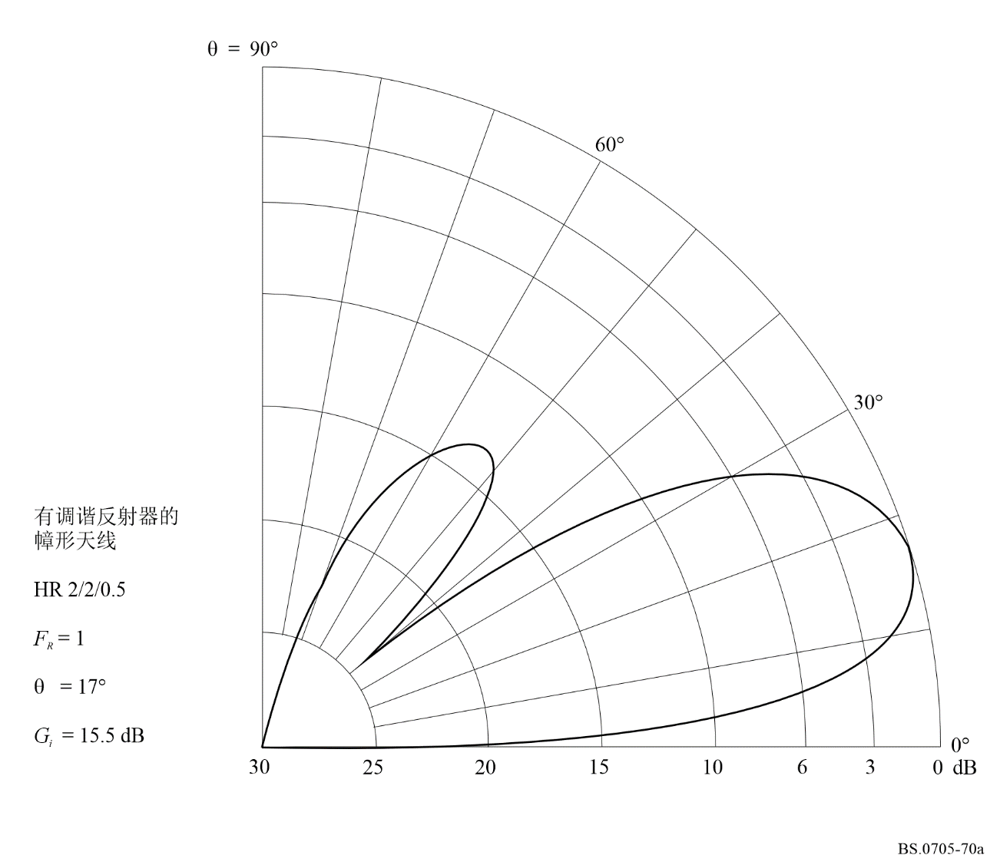 θ = 90°
60°
30°
有调谐反射器的
幛形天线
HR 2/2/0.5
F_R = 1
θ = 17°
G_i = 15.5 dB
0°
30 25 20 15 10 6 3 0 dB
BS.0705-70a